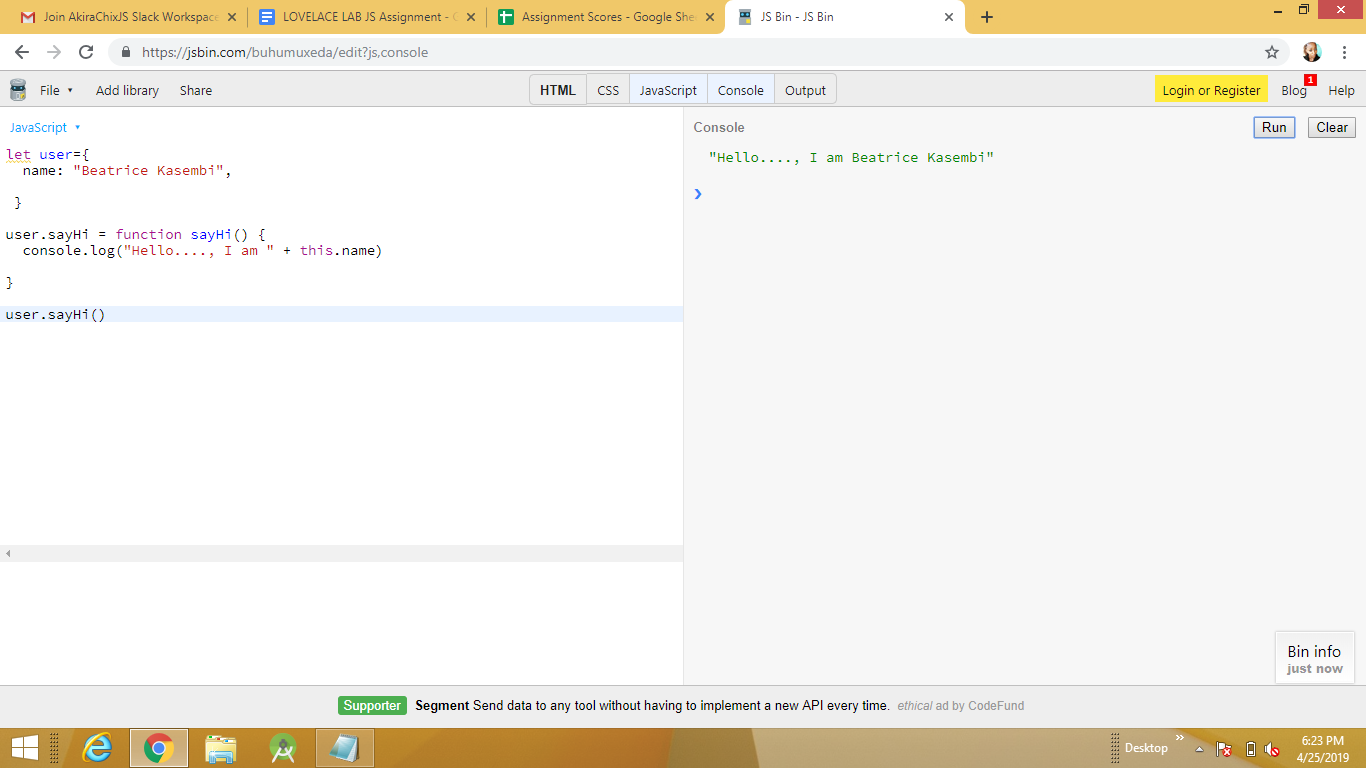 Join AkiraChixJS Slack Workspace
LOVELACE LAB JS Assignment - G
Assignment Scores - Google She
JS Bin - JS Bin
https://jsbin.com/buhumuxeda/edit?js,console
File
Add library
Share
HTML
CSS
JavaScript
Console
Output
Login or Register
Blog
1
Help
JavaScript
let user={
name: "Beatrice Kasembi",
}
user.sayHi = function sayHi() {
console.log("Hello...., I am " + this.name)
}
user.sayHi()
Console
Run
Clear
"Hello...., I am Beatrice Kasembi"
Bin info
just now
Supporter
Segment Send data to any tool without having to implement a new API every time. ethical ad by CodeFund
Desktop
6:23 PM
4/25/2019